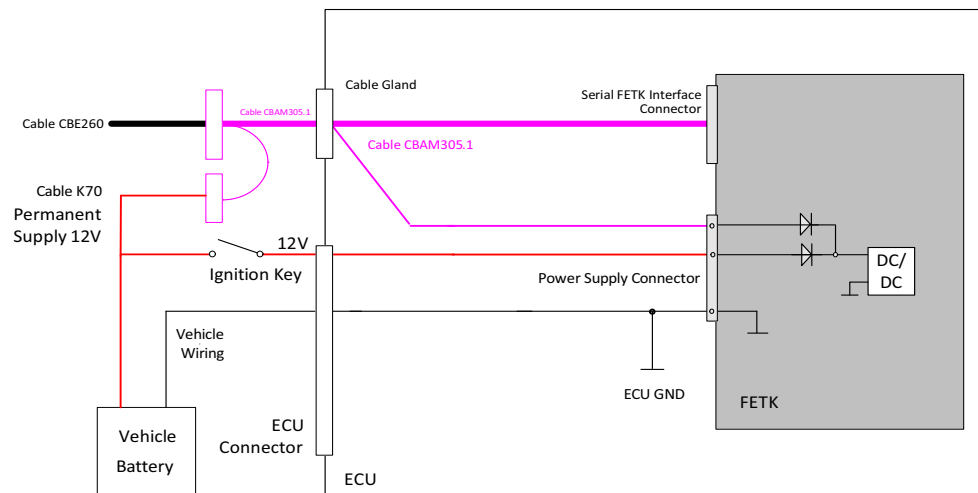 Cable Gland
Serial FETK Interface
Connector
Cable CBAM305.1
Cable CBE260
Cable CBAM305.1
Cable K70
Permanent
Supply 12V
12V
Ignition Key
Power Supply Connector
DC/
DC
Vehicle
Wiring
ECU GND
FETK
ECU
Connector
Vehicle
Battery
ECU